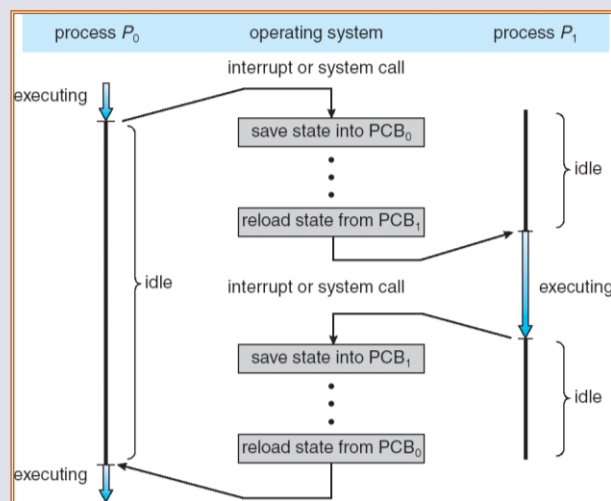 process P₀ operating system process P₁
interrupt or system call
executing
save state into PCB₀
idle
reload state from PCB₁
idle
interrupt or system call
executing
save state into PCB₁
idle
reload state from PCB₀
executing